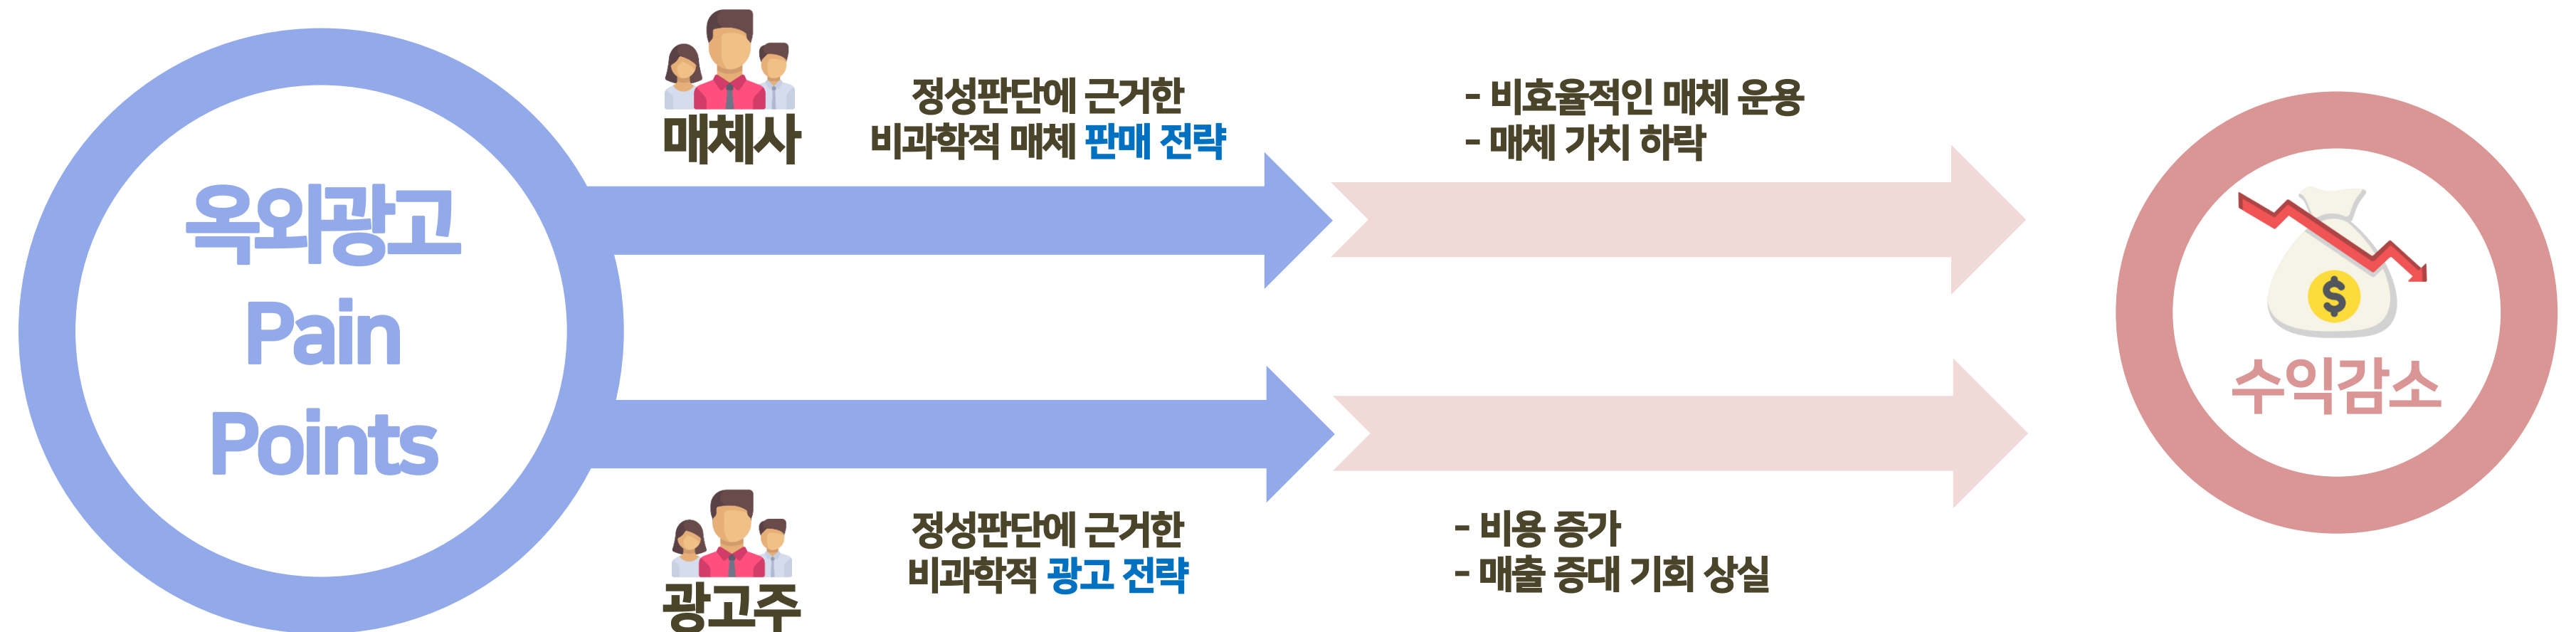 옥외광고
Pain
Points
매체사
정성판단에 근거한
비과학적 매체 판매 전략
- 비효율적인 매체 운용
- 매체 가치 하락
광고주
정성판단에 근거한
비과학적 광고 전략
- 비용 증가
- 매출 증대 기회 상실
$
수익감소